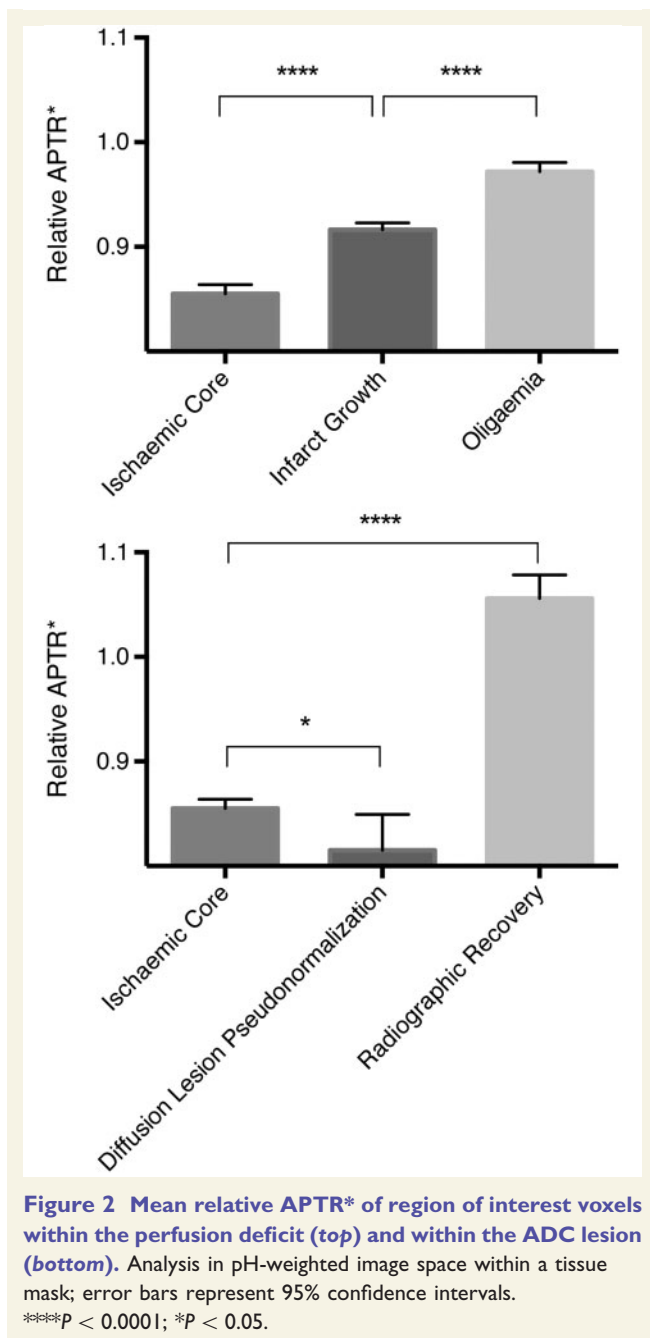 1.1
1.0
0.9
Relative APTR*
****
****
Ischaemic Core
Infarct Growth
Oligaemia
1.1
1.0
0.9
Relative APTR*
****
*
Ischaemic Core
Diffusion Lesion Pseudonormalization
Radiographic Recovery
Figure 2 Mean relative APTR* of region of interest voxels
within the perfusion deficit (top) and within the ADC lesion
(bottom). Analysis in pH-weighted image space within a tissue
mask; error bars represent 95% confidence intervals.
****P < 0.0001; *P < 0.05.